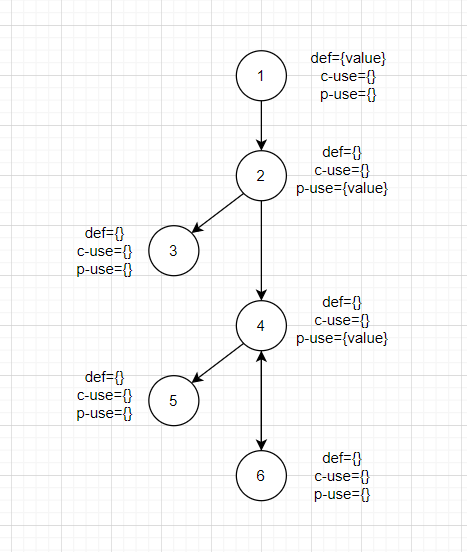 1
def={value}
c-use={}
p-use={}
2
def={}
c-use={}
p-use={value}
def={}
c-use={}
p-use={}
3
4
def={}
c-use={}
p-use={value}
def={}
c-use={}
p-use={}
5
6
def={}
c-use={}
p-use={}